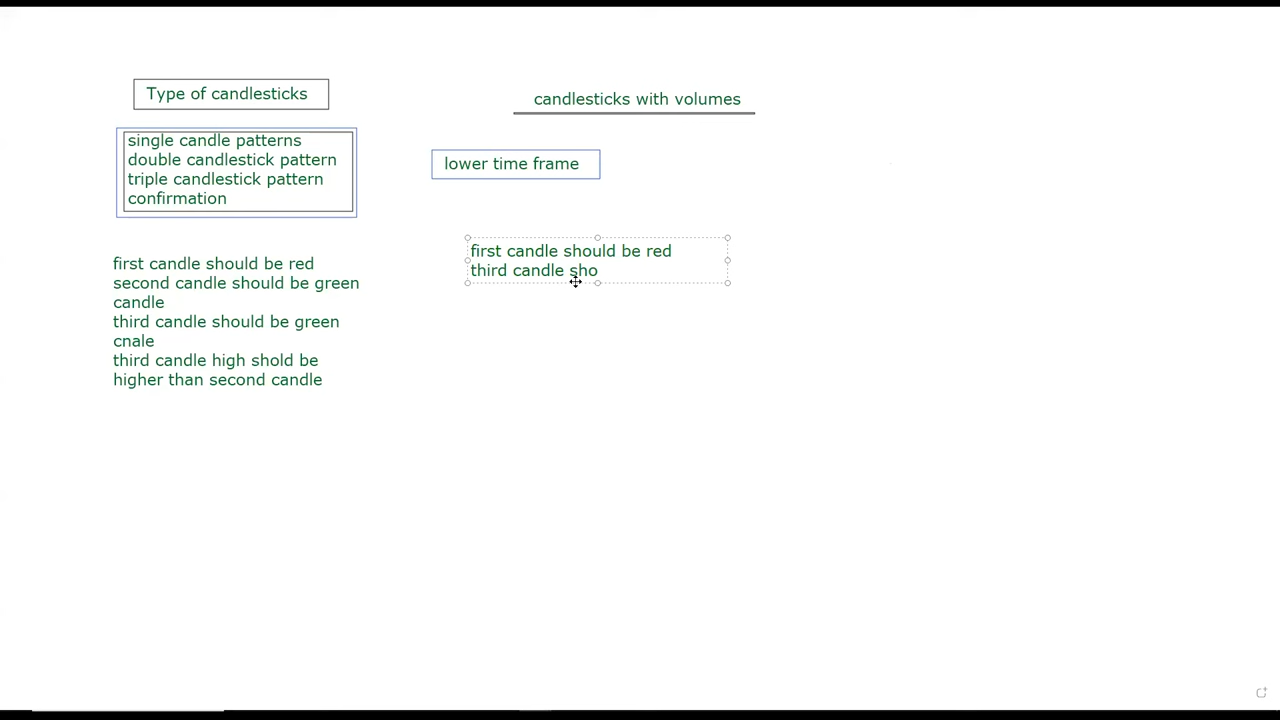 Type of candlesticks
single candle patterns
double candlestick pattern
triple candlestick pattern
confirmation
first candle should be red
second candle should be green
candle
third candle should be green
cnale
third candle high shold be
higher than second candle
candlesticks with volumes
lower time frame
first candle should be red
third candle sho